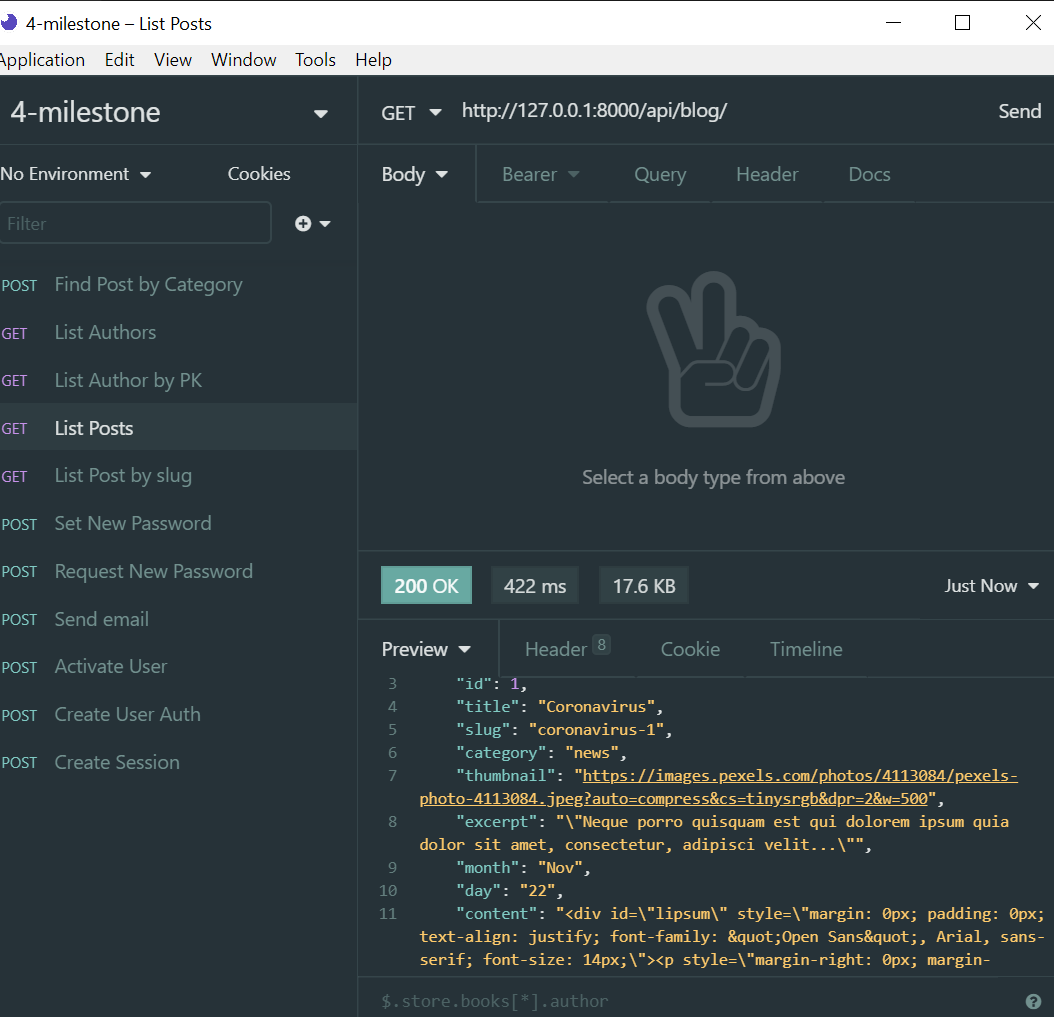 4-milestone – List Posts
Application Edit View Window Tools Help
4-milestone
GET http://127.0.0.1:8000/api/blog/ Send
No Environment Cookies
Body Bearer Query Header Docs
Filter
POST Find Post by Category
GET List Authors
GET List Author by PK
GET List Posts
GET List Post by slug
POST Set New Password
POST Request New Password
POST Send email
POST Activate User
POST Create User Auth
POST Create Session
Select a body type from above
200 OK 422 ms 17.6 KB Just Now
Preview Header 8 Cookie Timeline
3 "id": 1,
4 "title": "Coronavirus",
5 "slug": "coronavirus-1",
6 "category": "news",
7 "thumbnail": "https://images.pexels.com/photos/4113084/pexels-
photo-4113084.jpeg?auto=compress&cs=tinysrgb&dpr=2&w=500",
8 "excerpt": "\"Neque porro quisquam est qui dolorem ipsum quia
dolor sit amet, consectetur, adipisci velit...\"",
9 "month": "Nov",
10 "day": "22",
11 "content": "<div id=\"lipsum\" style=\"margin: 0px; padding: 0px;
text-align: justify; font-family: &quot;Open Sans&quot;, Arial, sans-
serif; font-size: 14px;\"><p style=\"margin-right: 0px; margin-
$.store.books[*].author